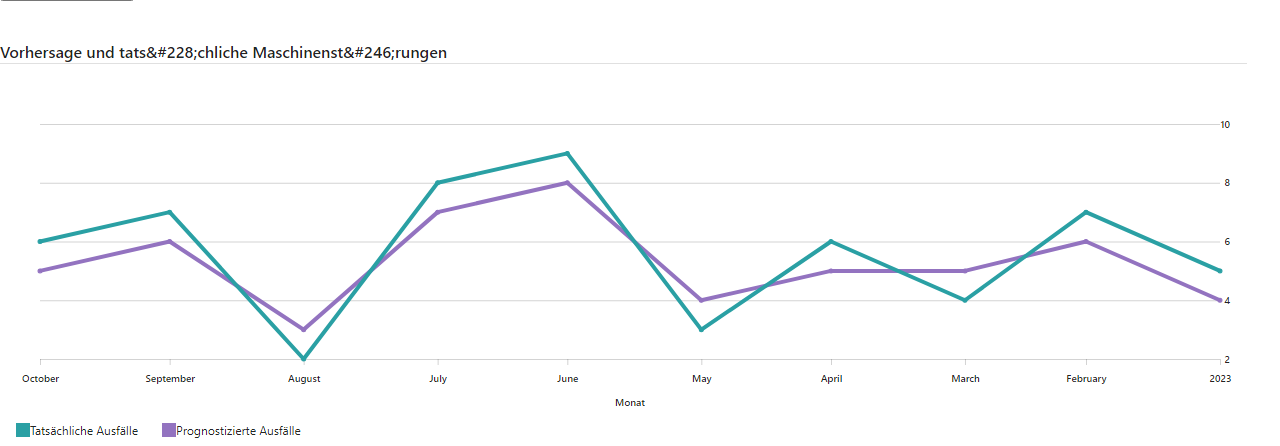 Vorhersage und tats&#228;chliche Maschinenst&#246;rungen
10
8
6
4
2
October September August July June May April March February 2023
Monat
Tatsächliche Ausfälle Prognostizierte Ausfälle